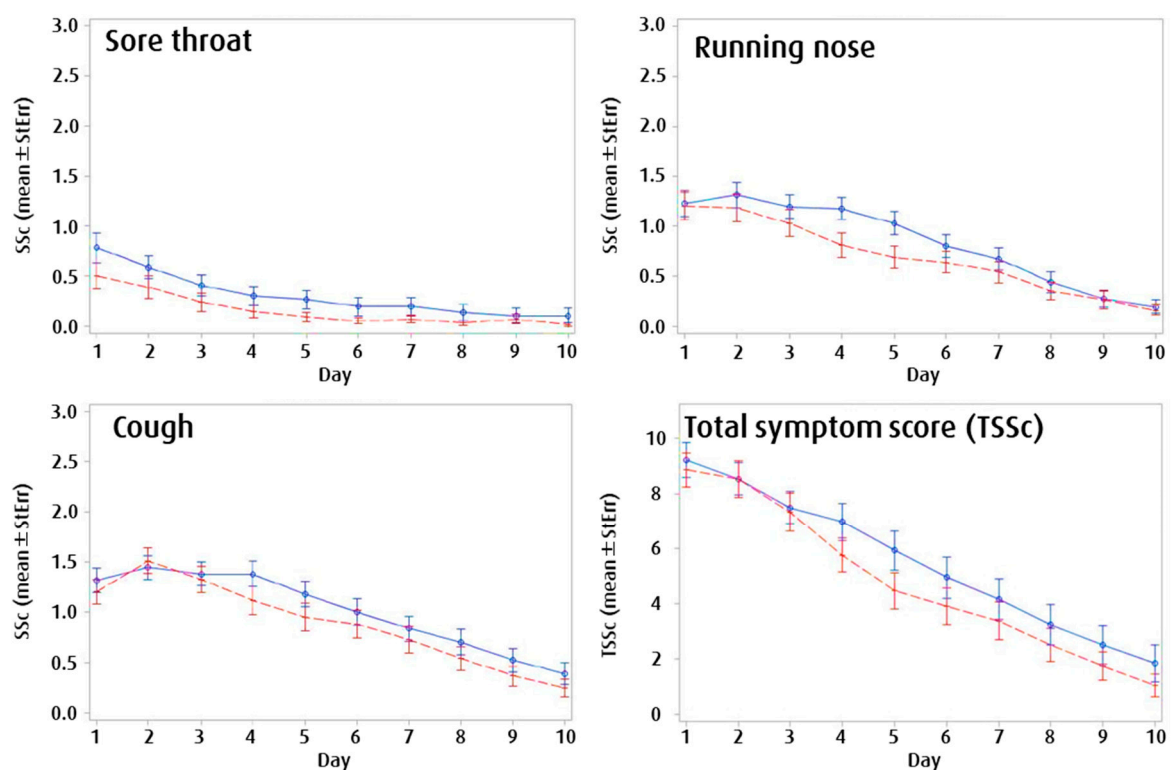 Sore throat
SSc (mean±StErr)
3.0
2.5
2.0
1.5
1.0
0.5
0.0
1 2 3 4 5 6 7 8 9 10
Day
Running nose
SSc (mean±StErr)
3.0
2.5
2.0
1.5
1.0
0.5
0.0
1 2 3 4 5 6 7 8 9 10
Day
Cough
SSc (mean±StErr)
3.0
2.5
2.0
1.5
1.0
0.5
0.0
1 2 3 4 5 6 7 8 9 10
Day
Total symptom score (TSSc)
TSSc (mean±StErr)
10
8
6
4
2
0
1 2 3 4 5 6 7 8 9 10
Day